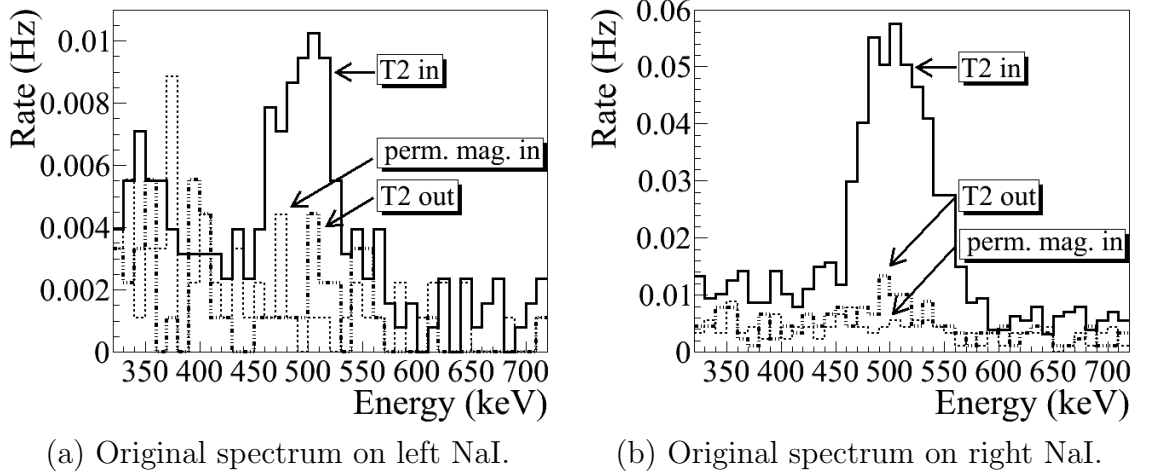 Rate (Hz)
0.01
0.008
0.006
0.004
0.002
0
T2 in
perm. mag. in
T2 out
350 400 450 500 550 600 650 700
Energy (keV)
(a) Original spectrum on left NaI.
Rate (Hz)
0.06
0.05
0.04
0.03
0.02
0.01
0
T2 in
T2 out
perm. mag. in
350 400 450 500 550 600 650 700
Energy (keV)
(b) Original spectrum on right NaI.